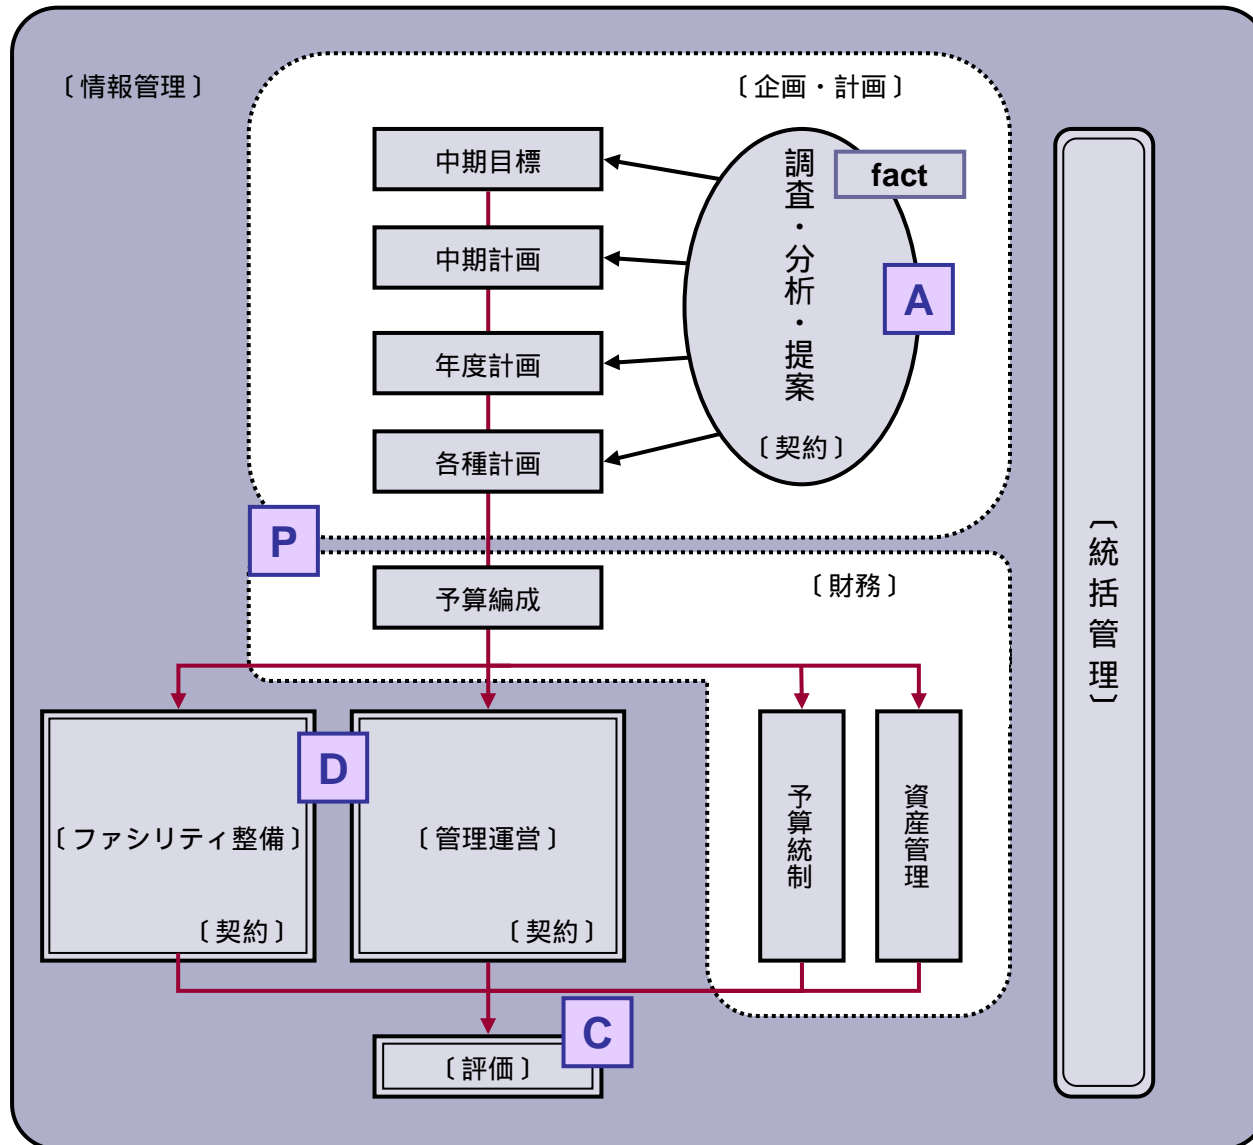 〔情報管理〕
〔企画・計画〕
中期目標
調査・分析・提案
fact
中期計画
A
年度計画
各種計画
〔契約〕
P
予算編成
〔財務〕
〔統括管理〕
〔ファシリティ整備〕
D
〔管理運営〕
予算統制
資産管理
〔契約〕
〔契約〕
C
〔評価〕